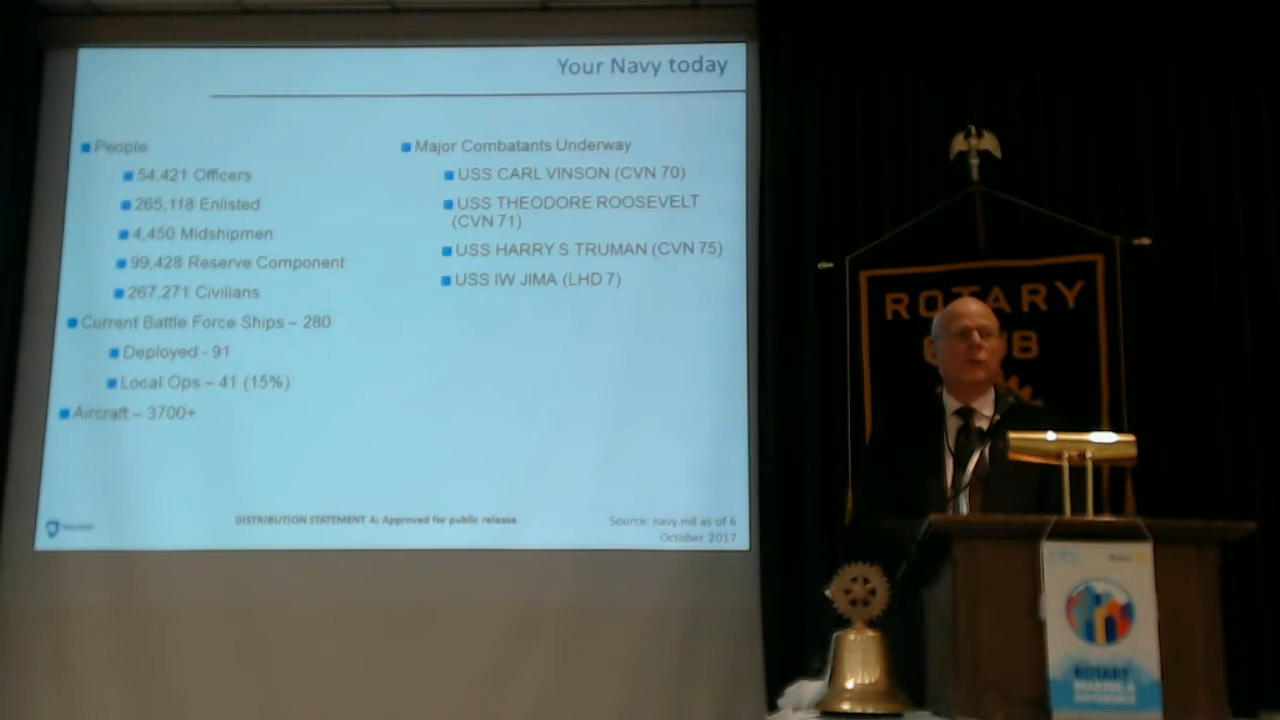 Your Navy today
People
54,421 Officers
265,118 Enlisted
4,450 Midshipmen
99,428 Reserve Component
267,271 Civilians
Current Battle Force Ships – 280
Deployed - 91
Local Ops – 41 (15%)
Aircraft – 3700+
Major Combatants Underway
USS CARL VINSON (CVN 70)
USS THEODORE ROOSEVELT
(CVN 71)
USS HARRY S TRUMAN (CVN 75)
USS IW JIMA (LHD 7)
DISTRIBUTION STATEMENT A: Approved for public release
Source: navy.mil as of 6
October 2017
ROTARY
ROTARY
MAKING A
DIFFERENCE